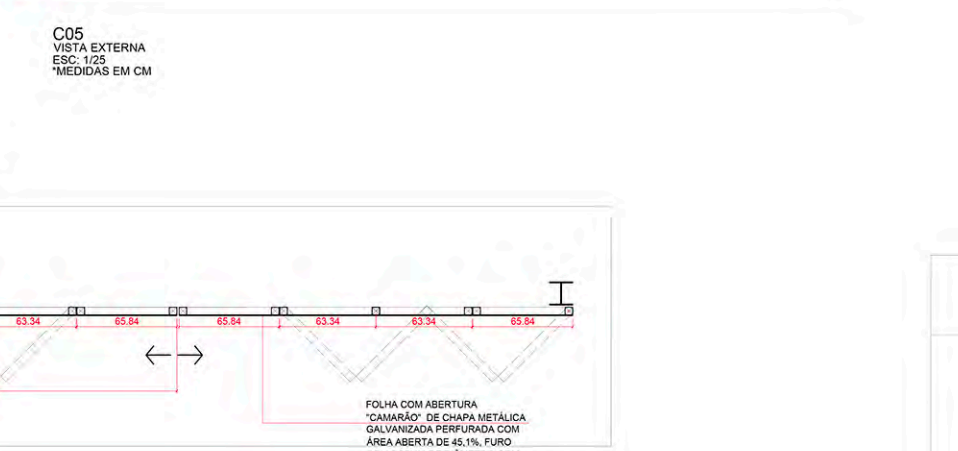 C05
VISTA EXTERNA
ESC: 1/25
*MEDIDAS EM CM
63.34 65.84 65.84 63.34 63.34 65.84
FOLHA COM ABERTURA
"CAMARÃO" DE CHAPA METÁLICA
GALVANIZADA PERFURADA COM
ÁREA ABERTA DE 45,1%, FURO